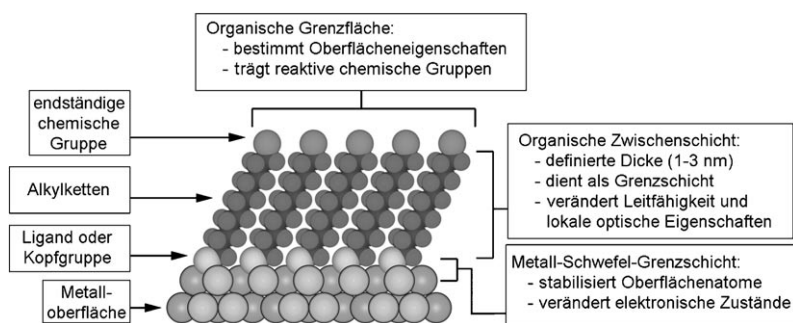 Organische Grenzfläche:
- bestimmt Oberflächeneigenschaften
- trägt reaktive chemische Gruppen
endständige
chemische
Gruppe
Alkylketten
Ligand oder
Kopfgruppe
Metall-
oberfläche
Organische Zwischenschicht:
- definierte Dicke (1-3 nm)
- dient als Grenzschicht
- verändert Leitfähigkeit und
lokale optische Eigenschaften
Metall-Schwefel-Grenzschicht:
- stabilisiert Oberflächenatome
- verändert elektronische Zustände